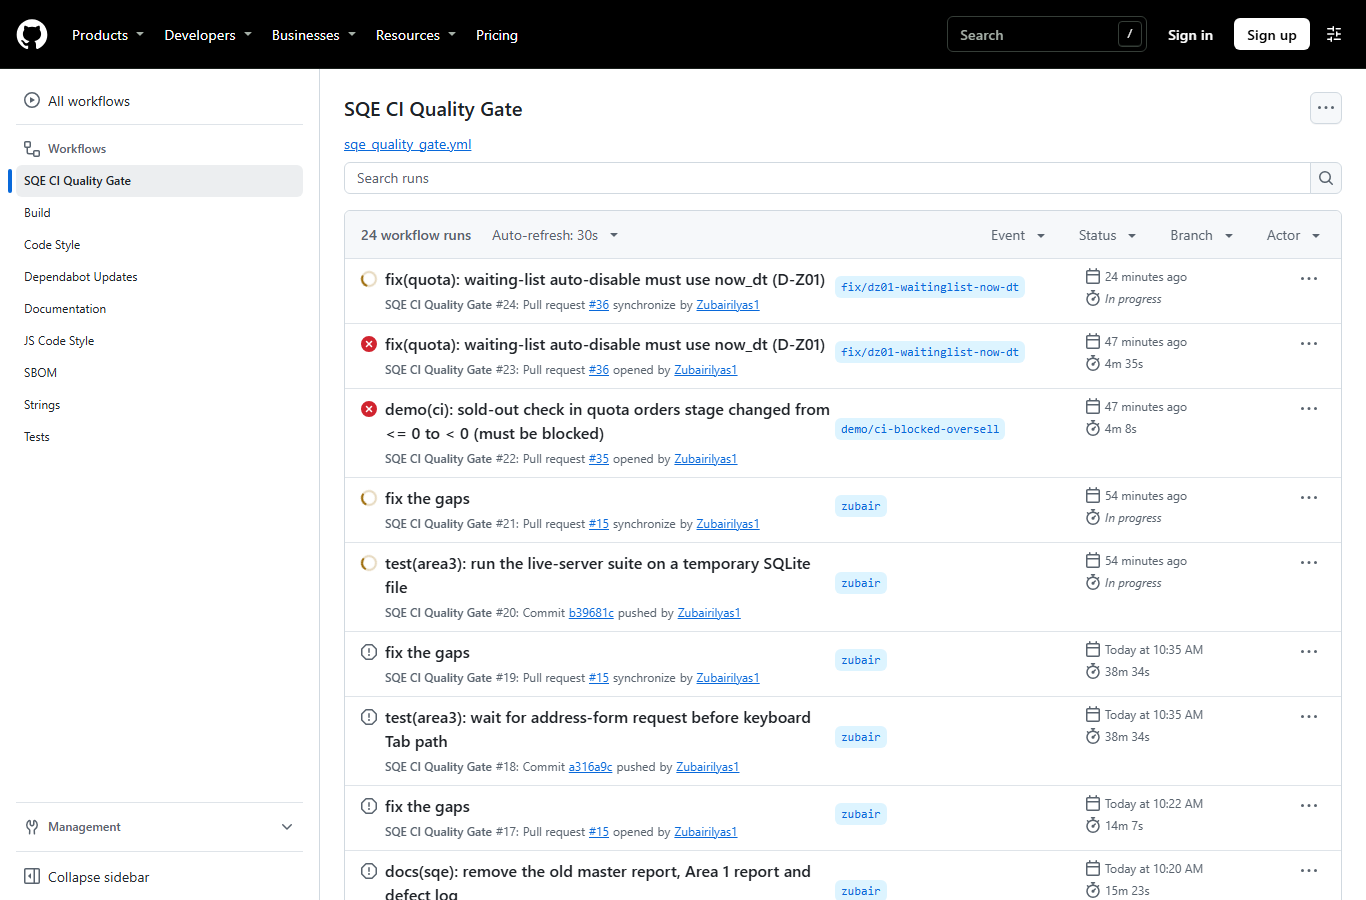 Products
Developers
Businesses
Resources
Pricing
Search
/
Sign in
Sign up
All workflows
Workflows
SQE CI Quality Gate
Build
Code Style
Dependabot Updates
Documentation
JS Code Style
SBOM
Strings
Tests
Management
Collapse sidebar
SQE CI Quality Gate
sqe_quality_gate.yml
Search runs
24 workflow runs
Auto-refresh: 30s
Event
Status
Branch
Actor
fix(quota): waiting-list auto-disable must use now_dt (D-Z01)
SQE CI Quality Gate #24: Pull request #36 synchronize by Zubairilyas1
fix/dz01-waitinglist-now-dt
24 minutes ago
In progress
fix(quota): waiting-list auto-disable must use now_dt (D-Z01)
SQE CI Quality Gate #23: Pull request #36 opened by Zubairilyas1
fix/dz01-waitinglist-now-dt
47 minutes ago
4m 35s
demo(ci): sold-out check in quota orders stage changed from
<= 0 to < 0 (must be blocked)
SQE CI Quality Gate #22: Pull request #35 opened by Zubairilyas1
demo/ci-blocked-oversell
47 minutes ago
4m 8s
fix the gaps
SQE CI Quality Gate #21: Pull request #15 synchronize by Zubairilyas1
zubair
54 minutes ago
In progress
test(area3): run the live-server suite on a temporary SQLite
file
SQE CI Quality Gate #20: Commit b39681c pushed by Zubairilyas1
zubair
54 minutes ago
In progress
fix the gaps
SQE CI Quality Gate #19: Pull request #15 synchronize by Zubairilyas1
zubair
Today at 10:35 AM
38m 34s
test(area3): wait for address-form request before keyboard
Tab path
SQE CI Quality Gate #18: Commit a316a9c pushed by Zubairilyas1
zubair
Today at 10:35 AM
38m 34s
fix the gaps
SQE CI Quality Gate #17: Pull request #15 opened by Zubairilyas1
zubair
Today at 10:22 AM
14m 7s
docs(sqe): remove the old master report, Area 1 report and
defect log
zubair
Today at 10:20 AM
15m 23s